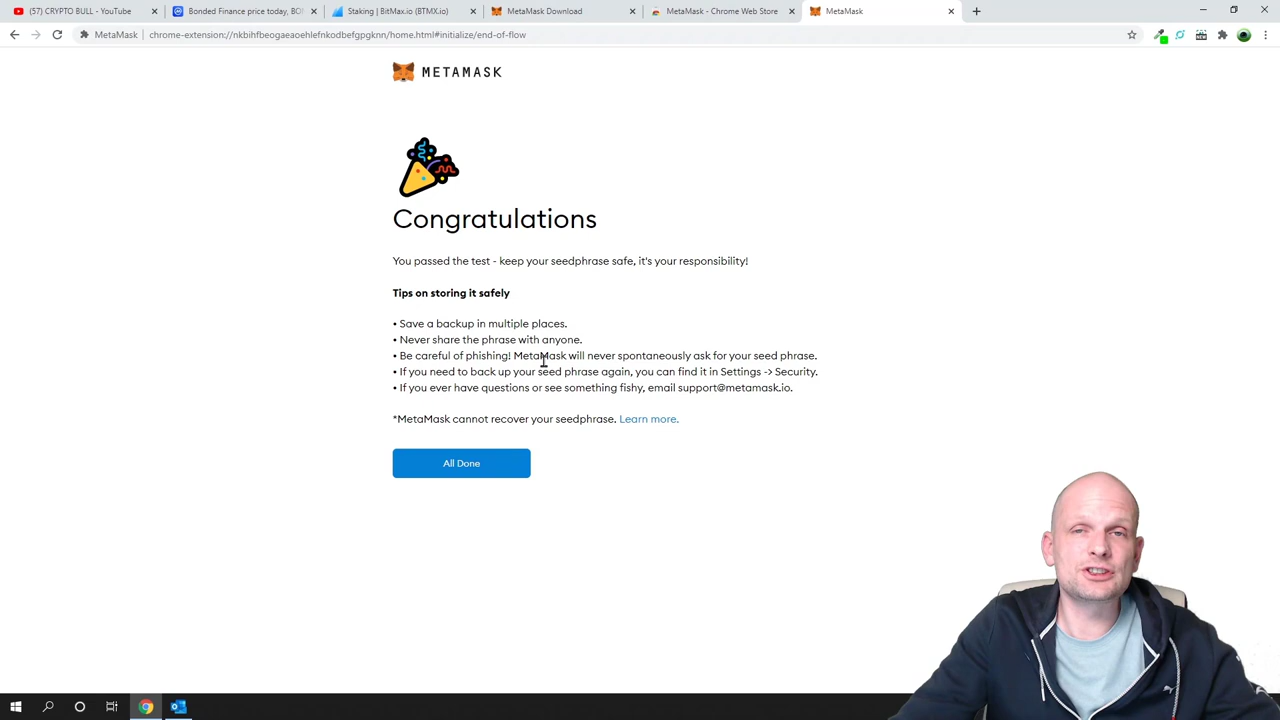 (57) CRYPTO BULL - YouTube
Bonded Finance price today, BO
Staking | BitMax.io (BTMX.io)
MetaMask Download
MetaMask - Chrome Web Store
MetaMask
MetaMask
chrome-extension://nkbihfbeogaeaoehlefnkodbefgpgknn/home.html#initialize/end-of-flow
METAMASK
Congratulations
You passed the test - keep your seedphrase safe, it's your responsibility!
Tips on storing it safely
• Save a backup in multiple places.
• Never share the phrase with anyone.
• Be careful of phishing! MetaMask will never spontaneously ask for your seed phrase.
• If you need to back up your seed phrase again, you can find it in Settings -> Security.
• If you ever have questions or see something fishy, email support@metamask.io.
*MetaMask cannot recover your seedphrase. Learn more.
All Done